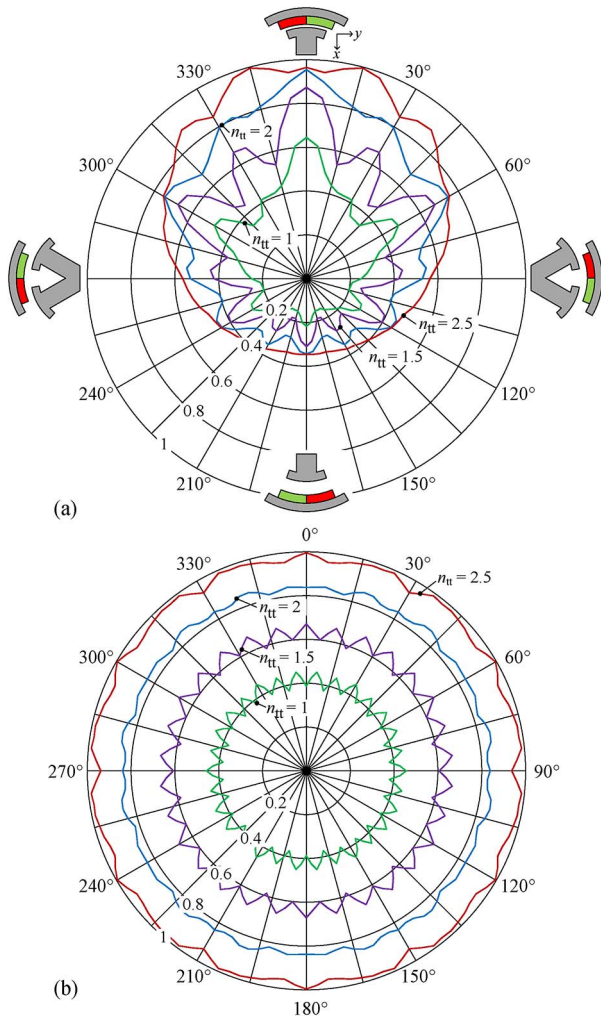 y
x
330°
30°
n_tt = 2
300°
60°
n_tt = 1
0.2
n_tt = 2.5
0.4
n_tt = 1.5
0.6
240°
120°
0.8
1
210°
150°
(a)
0°
330°
30°
n_tt = 2.5
n_tt = 2
300°
60°
n_tt = 1.5
n_tt = 1
270°
90°
0.2
0.4
0.6
240°
120°
0.8
1
210°
150°
(b)
180°